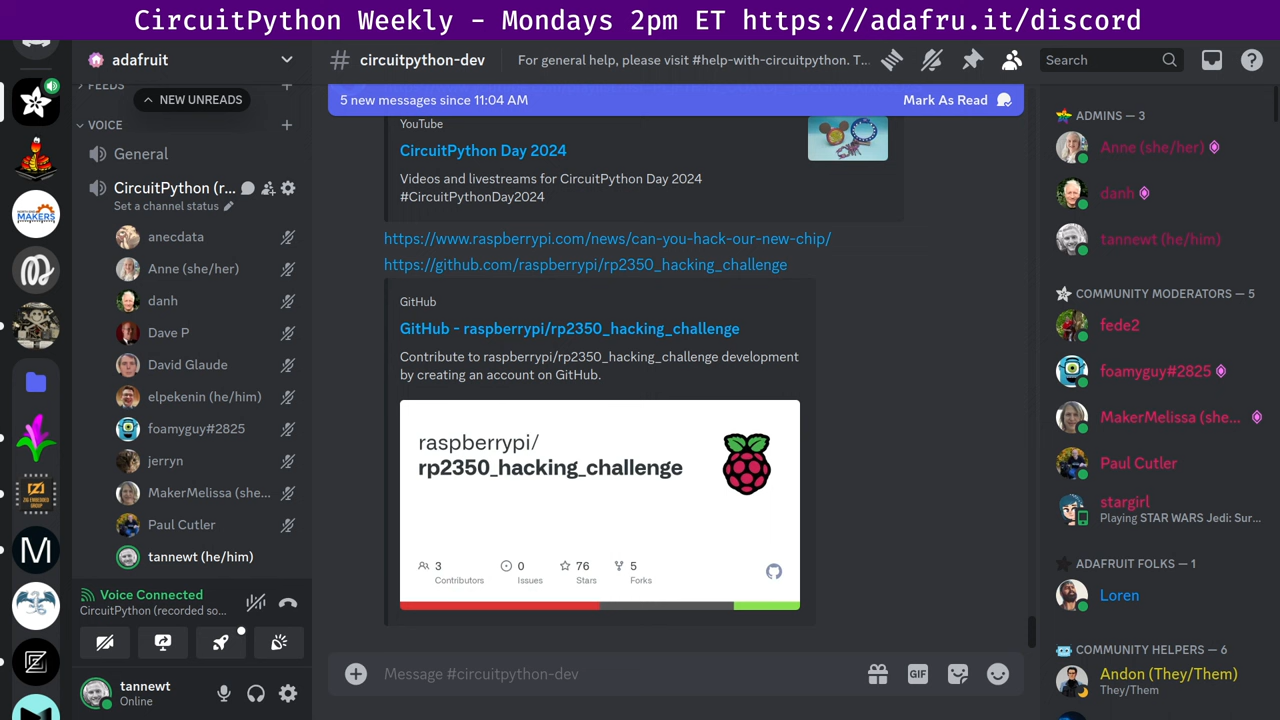 CircuitPython Weekly - Mondays 2pm ET https://adafru.it/discord
adafruit
FEEDS
NEW UNREADS
VOICE
General
CircuitPython (r...
Set a channel status
anecdata
Anne (she/her)
danh
Dave P
David Glaude
elpekenin (he/him)
foamyguy#2825
jerryn
MakerMelissa (she...
Paul Cutler
tannewt (he/him)
Voice Connected
CircuitPython (recorded so...
tannewt
Online
circuitpython-dev
For general help, please visit #help-with-circuitpython. T...
Search
5 new messages since 11:04 AM
Mark As Read
YouTube
CircuitPython Day 2024
Videos and livestreams for CircuitPython Day 2024
#CircuitPythonDay2024
https://www.raspberrypi.com/news/can-you-hack-our-new-chip/
https://github.com/raspberrypi/rp2350_hacking_challenge
GitHub
GitHub - raspberrypi/rp2350_hacking_challenge
Contribute to raspberrypi/rp2350_hacking_challenge development
by creating an account on GitHub.
raspberrypi/
rp2350_hacking_challenge
3
Contributors
0
Issues
76
Stars
5
Forks
Message #circuitpython-dev
GIF
ADMINS — 3
Anne (she/her)
danh
tannewt (he/him)
COMMUNITY MODERATORS — 5
fede2
foamyguy#2825
MakerMelissa (she...
Paul Cutler
stargirl
Playing STAR WARS Jedi: Sur...
ADAFRUIT FOLKS — 1
Loren
COMMUNITY HELPERS — 6
Andon (They/Them)
They/Them